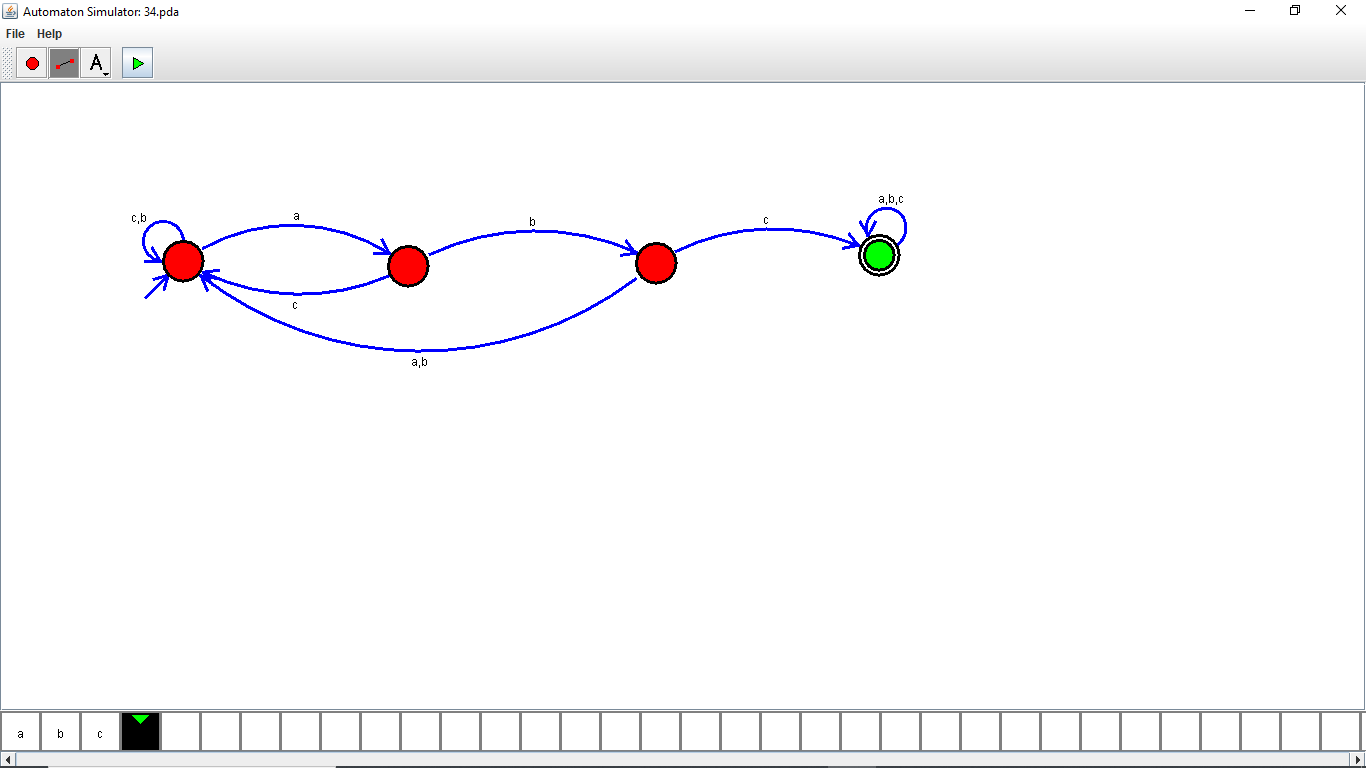 Automaton Simulator: 34.pda
File Help
A
a,b,c
c,b
a
b
c
c
a,b
a b c